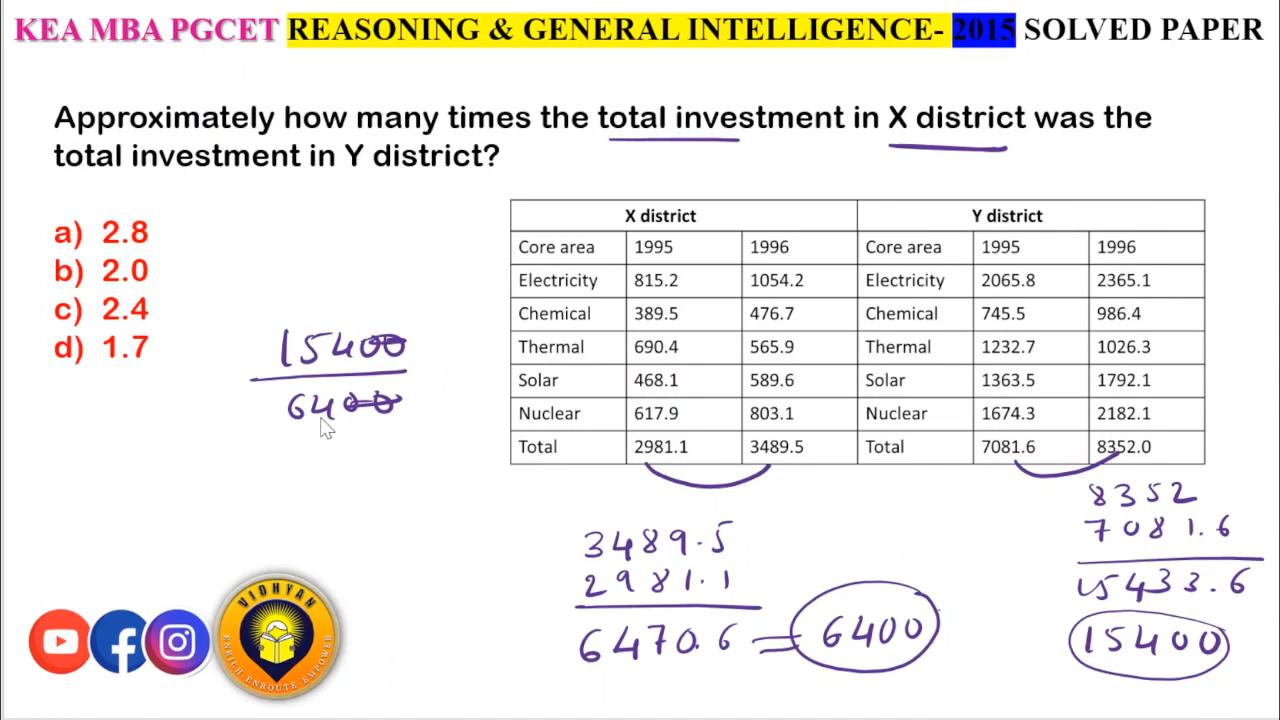 KEA MBA PGCET REASONING & GENERAL INTELLIGENCE- 2015 SOLVED PAPER
Approximately how many times the total investment in X district was the
total investment in Y district?
a) 2.8
b) 2.0
c) 2.4
d) 1.7
15400
6400
X district Y district
Core area 1995 1996 Core area 1995 1996
Electricity 815.2 1054.2 Electricity 2065.8 2365.1
Chemical 389.5 476.7 Chemical 745.5 986.4
Thermal 690.4 565.9 Thermal 1232.7 1026.3
Solar 468.1 589.6 Solar 1363.5 1792.1
Nuclear 617.9 803.1 Nuclear 1674.3 2182.1
Total 2981.1 3489.5 Total 7081.6 8352.0
3489.5
2981.1
6470.6 = 6400
8352
7081.6
15433.6
15400
VIDHYAN
ENRICH-ENROUTE-EMPOWER